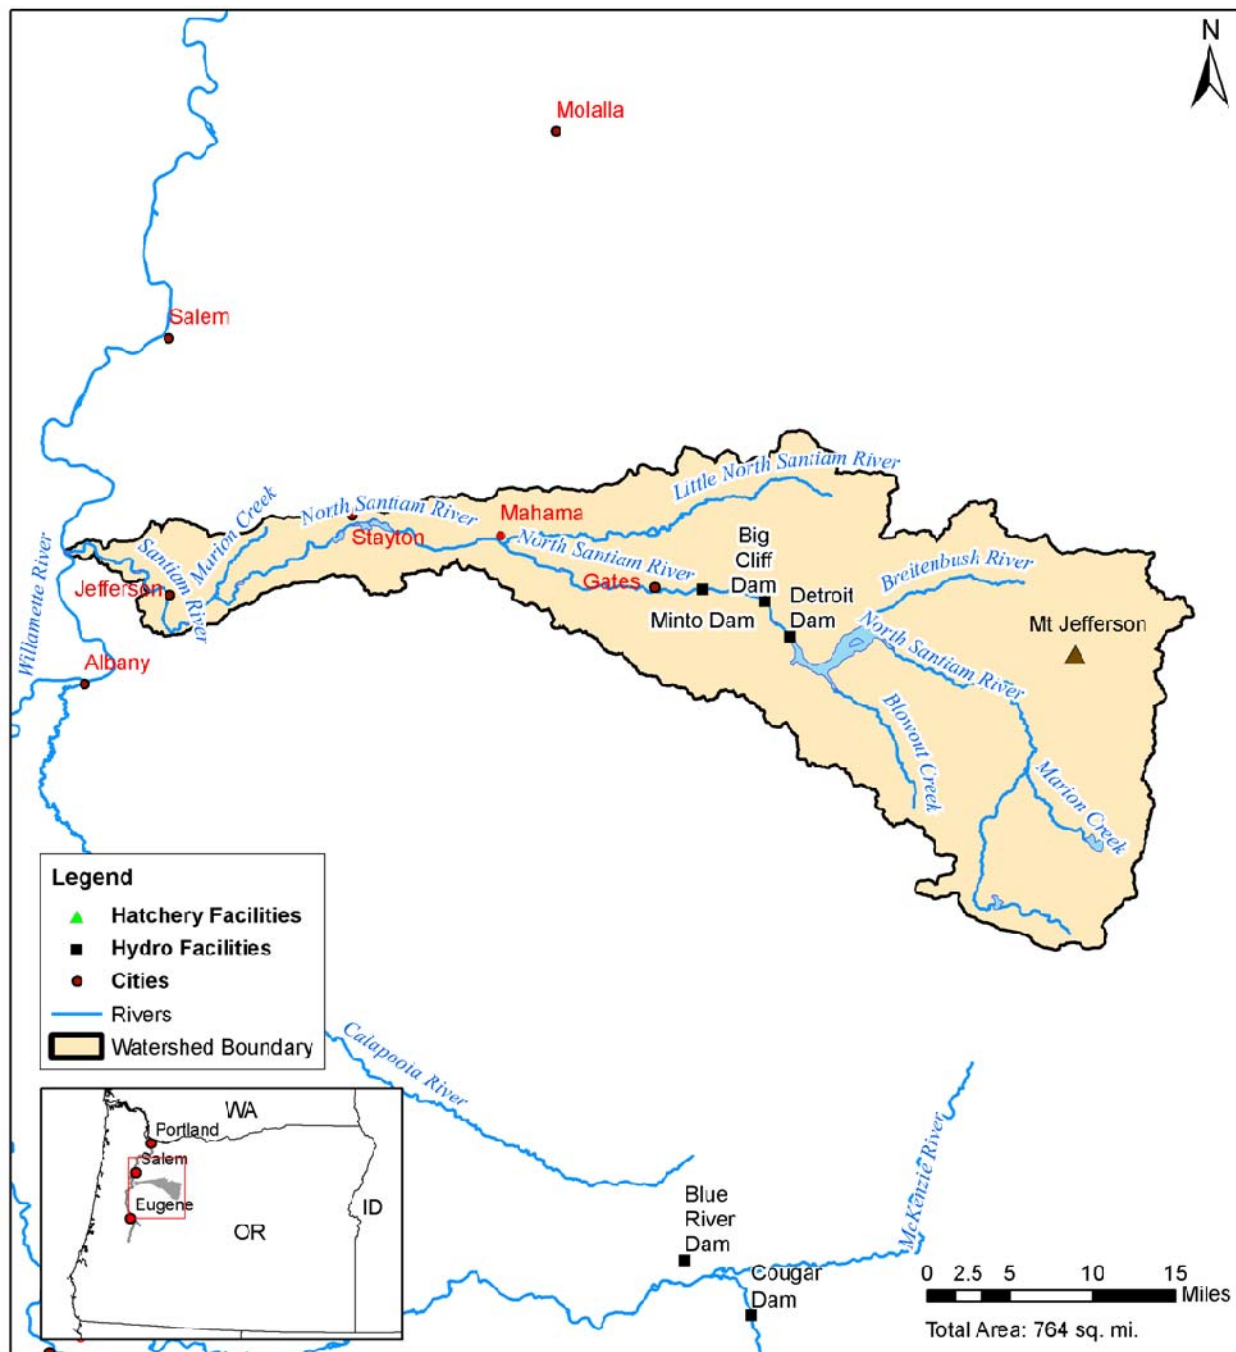 N
Molalla
Salem
Little North Santiam River
North Santiam River
Mahama
Marion Creek
Stayton
Santiam River
North Santiam River
Big
Cliff
Dam
Breitenbush River
Gates
Jefferson
Minto Dam
Detroit
Dam
Mt Jefferson
North Santiam River
Willamette River
Albany
Blowout Creek
Marion Creek
Legend
Hatchery Facilities
Hydro Facilities
Cities
Rivers
Watershed Boundary
Calapooia River
McKenzie River
WA
Portland
Salem
Eugene
OR
ID
Blue
River
Dam
Cougar
Dam
0 2.5 5 10 15
Miles
Total Area: 764 sq. mi.